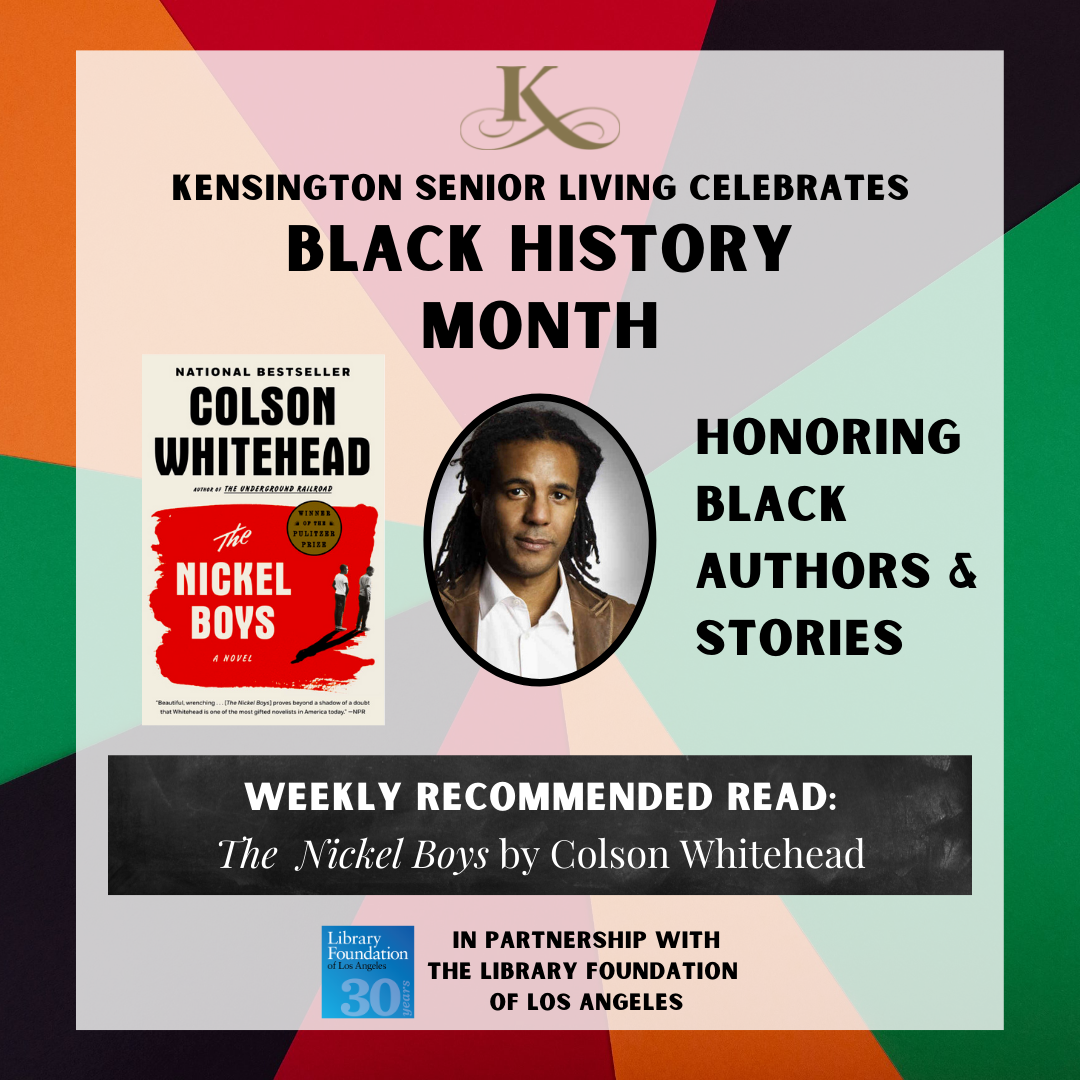 K
KENSINGTON SENIOR LIVING CELEBRATES
BLACK HISTORY
MONTH
NATIONAL BESTSELLER
COLSON
WHITEHEAD
AUTHOR OF THE UNDERGROUND RAILROAD
WINNER
OF THE
PULITZER
PRIZE
The
NICKEL
BOYS
A NOVEL
"Beautiful, wrenching . . . [The Nickel Boys] proves beyond a shadow of a doubt
that Whitehead is one of the most gifted novelists in America today." —NPR
HONORING
BLACK
AUTHORS &
STORIES
WEEKLY RECOMMENDED READ:
The Nickel Boys by Colson Whitehead
Library
Foundation
of Los Angeles
30 years
IN PARTNERSHIP WITH
THE LIBRARY FOUNDATION
OF LOS ANGELES